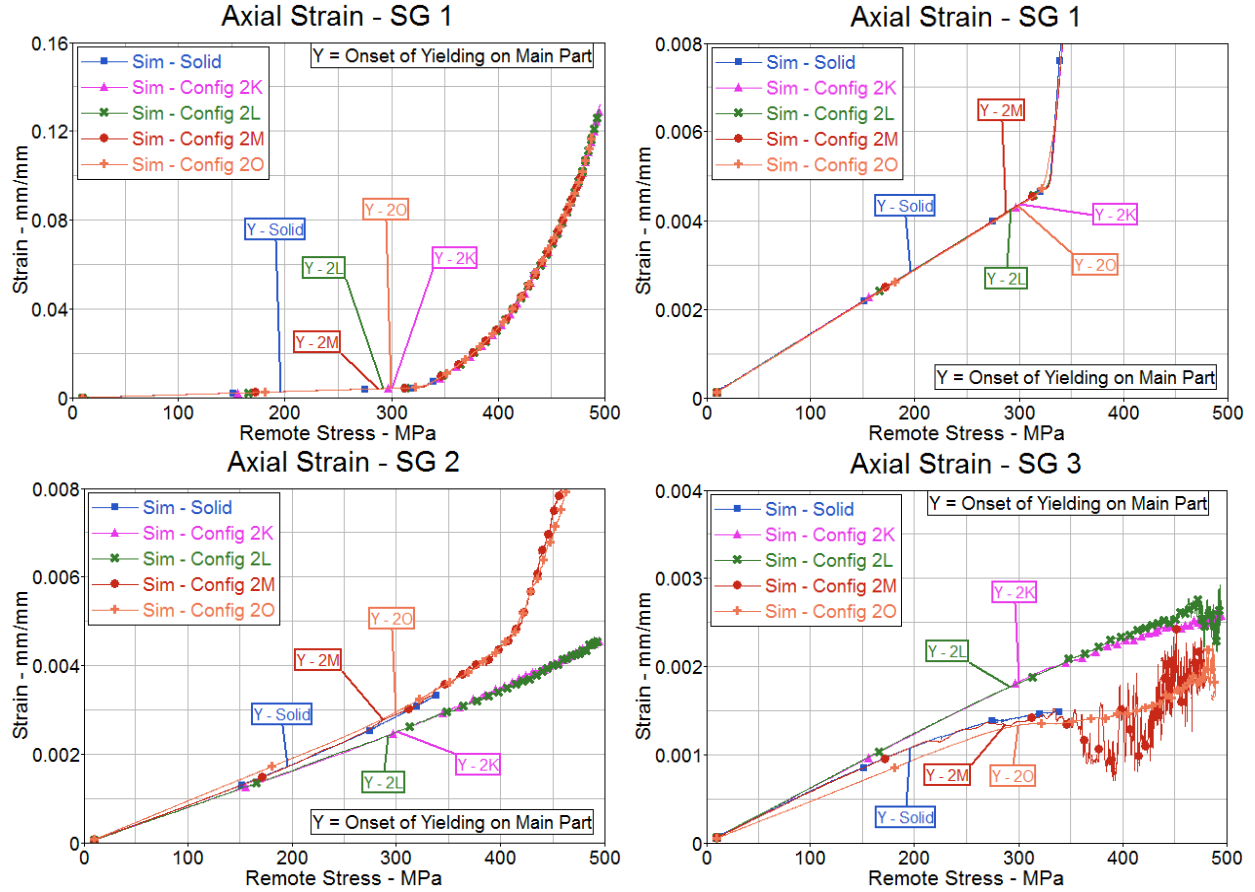 Axial Strain - SG 1
Strain - mm/mm
0.16
0.12
0.08
0.04
0
Sim - Solid
Sim - Config 2K
Sim - Config 2L
Sim - Config 2M
Sim - Config 2O
Y = Onset of Yielding on Main Part
Y - Solid
Y - 2O
Y - 2L
Y - 2K
Y - 2M
0 100 200 300 400 500
Remote Stress - MPa
Axial Strain - SG 1
Strain - mm/mm
0.008
0.006
0.004
0.002
0
Sim - Solid
Sim - Config 2K
Sim - Config 2L
Sim - Config 2M
Sim - Config 2O
Y - 2M
Y - Solid
Y - 2K
Y - 2L
Y - 2O
Y = Onset of Yielding on Main Part
0 100 200 300 400 500
Remote Stress - MPa
Axial Strain - SG 2
Strain - mm/mm
0.008
0.006
0.004
0.002
0
Sim - Solid
Sim - Config 2K
Sim - Config 2L
Sim - Config 2M
Sim - Config 2O
Y - 2O
Y - 2M
Y - Solid
Y - 2K
Y - 2L
Y = Onset of Yielding on Main Part
0 100 200 300 400 500
Remote Stress - MPa
Axial Strain - SG 3
Strain - mm/mm
0.004
0.003
0.002
0.001
0
Sim - Solid
Sim - Config 2K
Sim - Config 2L
Sim - Config 2M
Sim - Config 2O
Y = Onset of Yielding on Main Part
Y - 2K
Y - 2L
Y - 2M
Y - 2O
Y - Solid
0 100 200 300 400 500
Remote Stress - MPa